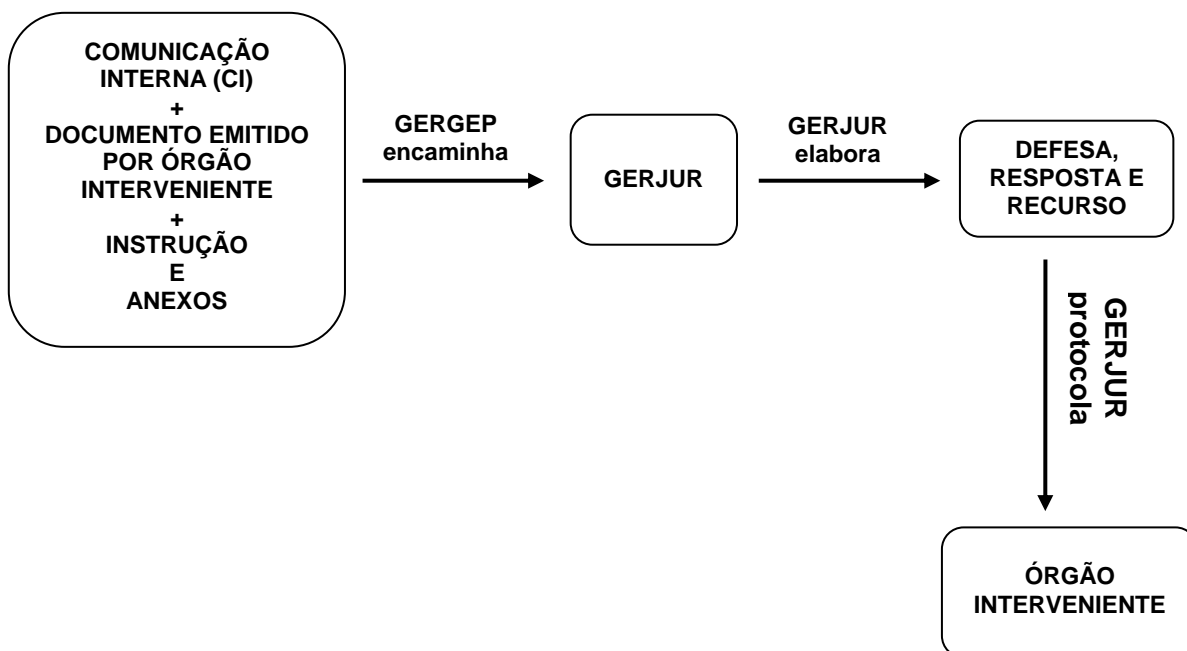 COMUNICAÇÃO
INTERNA (CI)
+
DOCUMENTO EMITIDO
POR ÓRGÃO
INTERVENIENTE
+
INSTRUÇÃO
E
ANEXOS
GERGEP
encaminha
GERJUR
GERJUR
elabora
DEFESA,
RESPOSTA E
RECURSO
GERJUR
protocola
ÓRGÃO
INTERVENIENTE